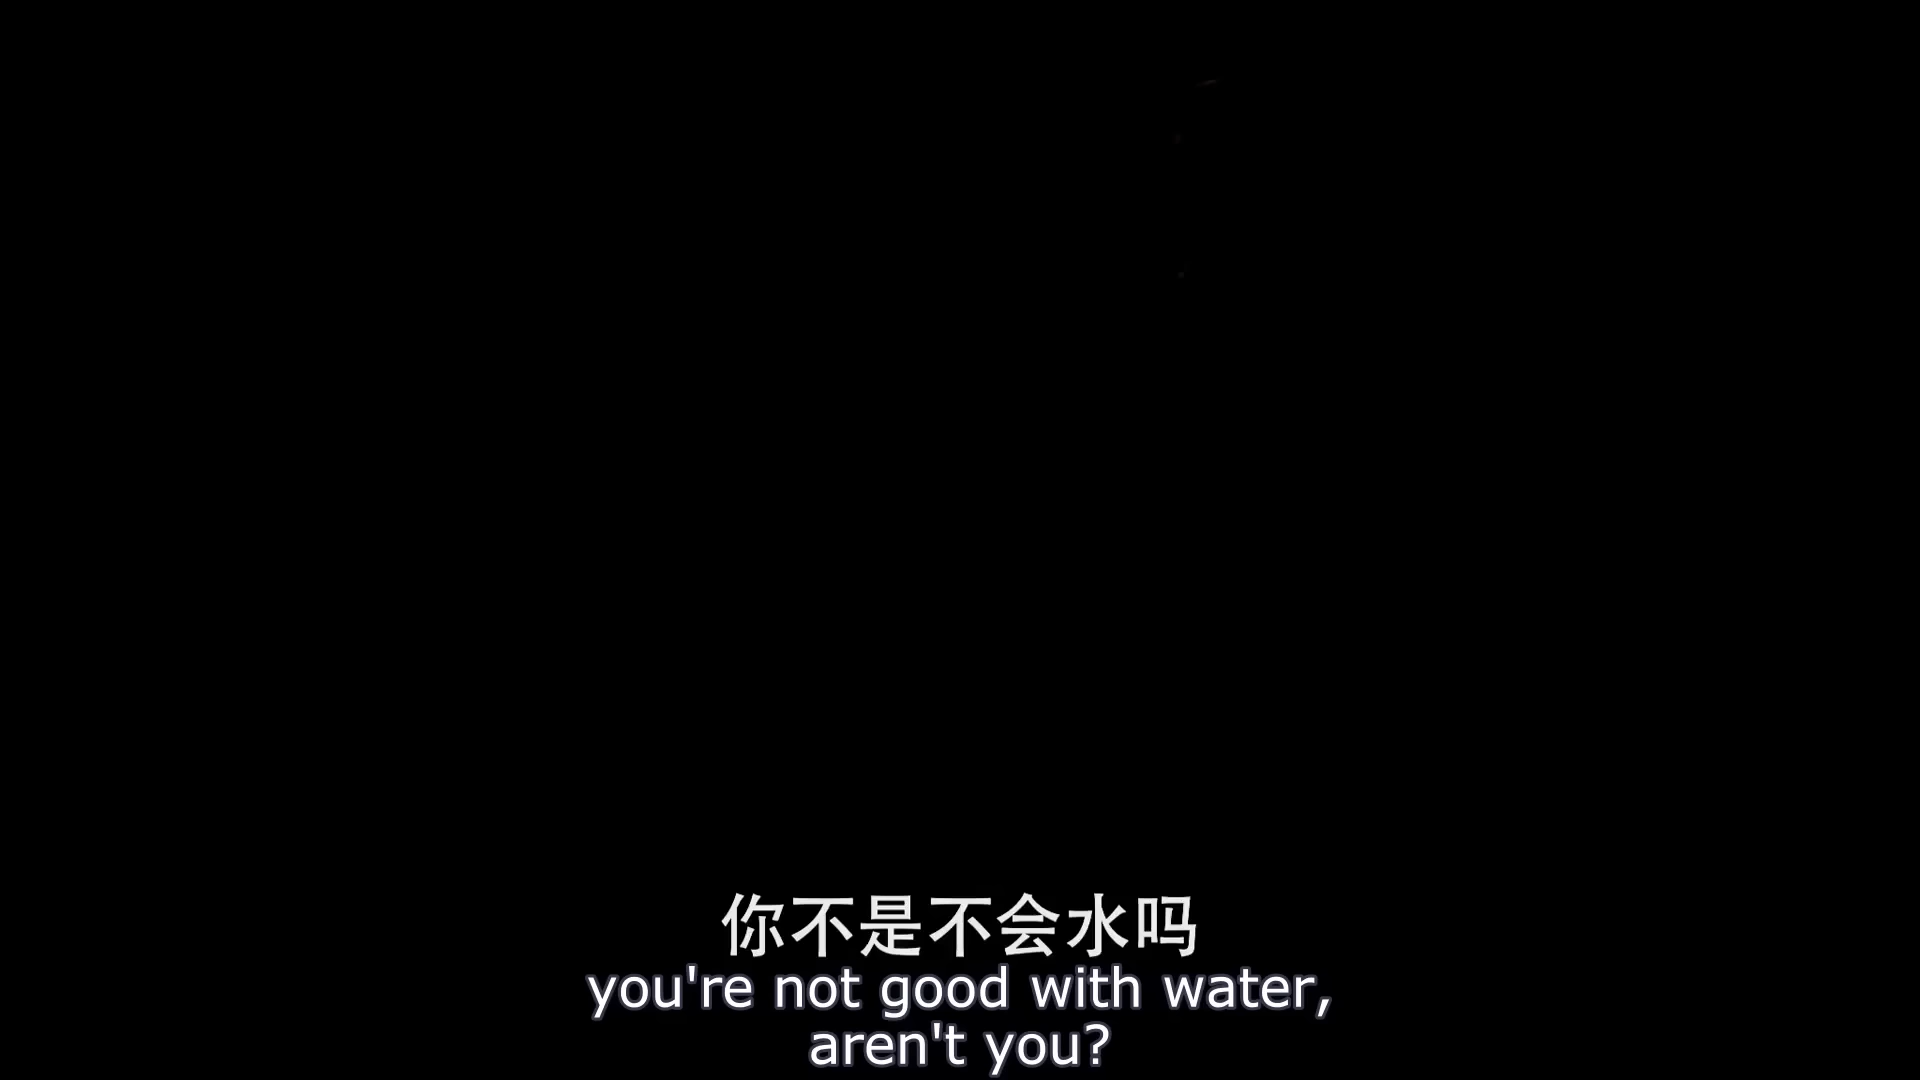 你不是不会水吗
you're not good with water,
aren't you?